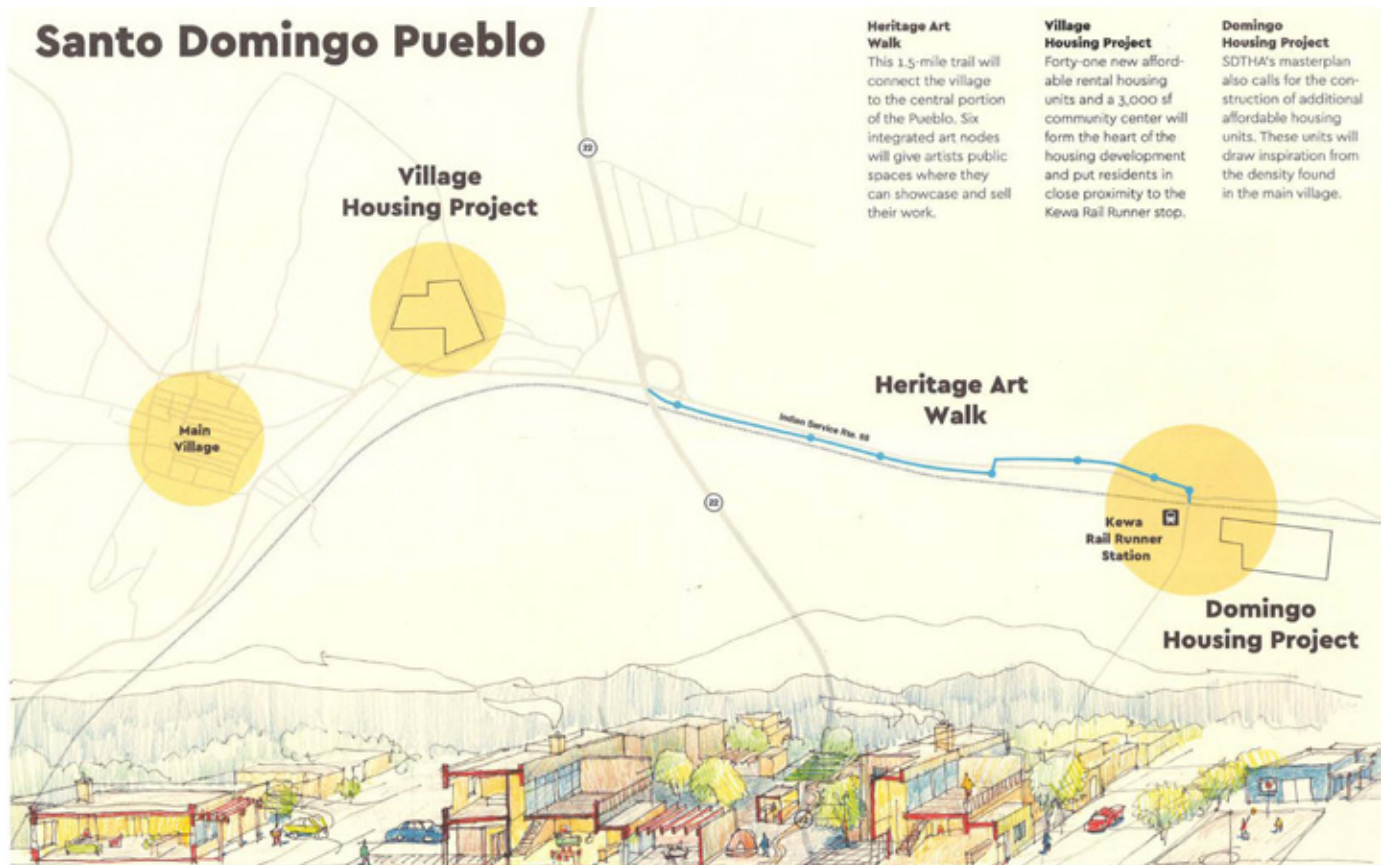 Santo Domingo Pueblo
Heritage Art
Walk
This 1.5-mile trail will
connect the village
to the central portion
of the Pueblo. Six
integrated art nodes
will give artists public
spaces where they
can showcase and sell
their work.
Village
Housing Project
Forty-one new afford-
able rental housing
units and a 3,000 sf
community center will
form the heart of the
housing development
and put residents in
close proximity to the
Kewa Rail Runner stop.
Domingo
Housing Project
SDTHA's masterplan
also calls for the con-
struction of additional
affordable housing
units. These units will
draw inspiration from
the density found
in the main village.
22
Village
Housing Project
Main
Village
Heritage Art
Walk
Indian Service Rte. 88
22
Kewa
Rail Runner
Station
Domingo
Housing Project